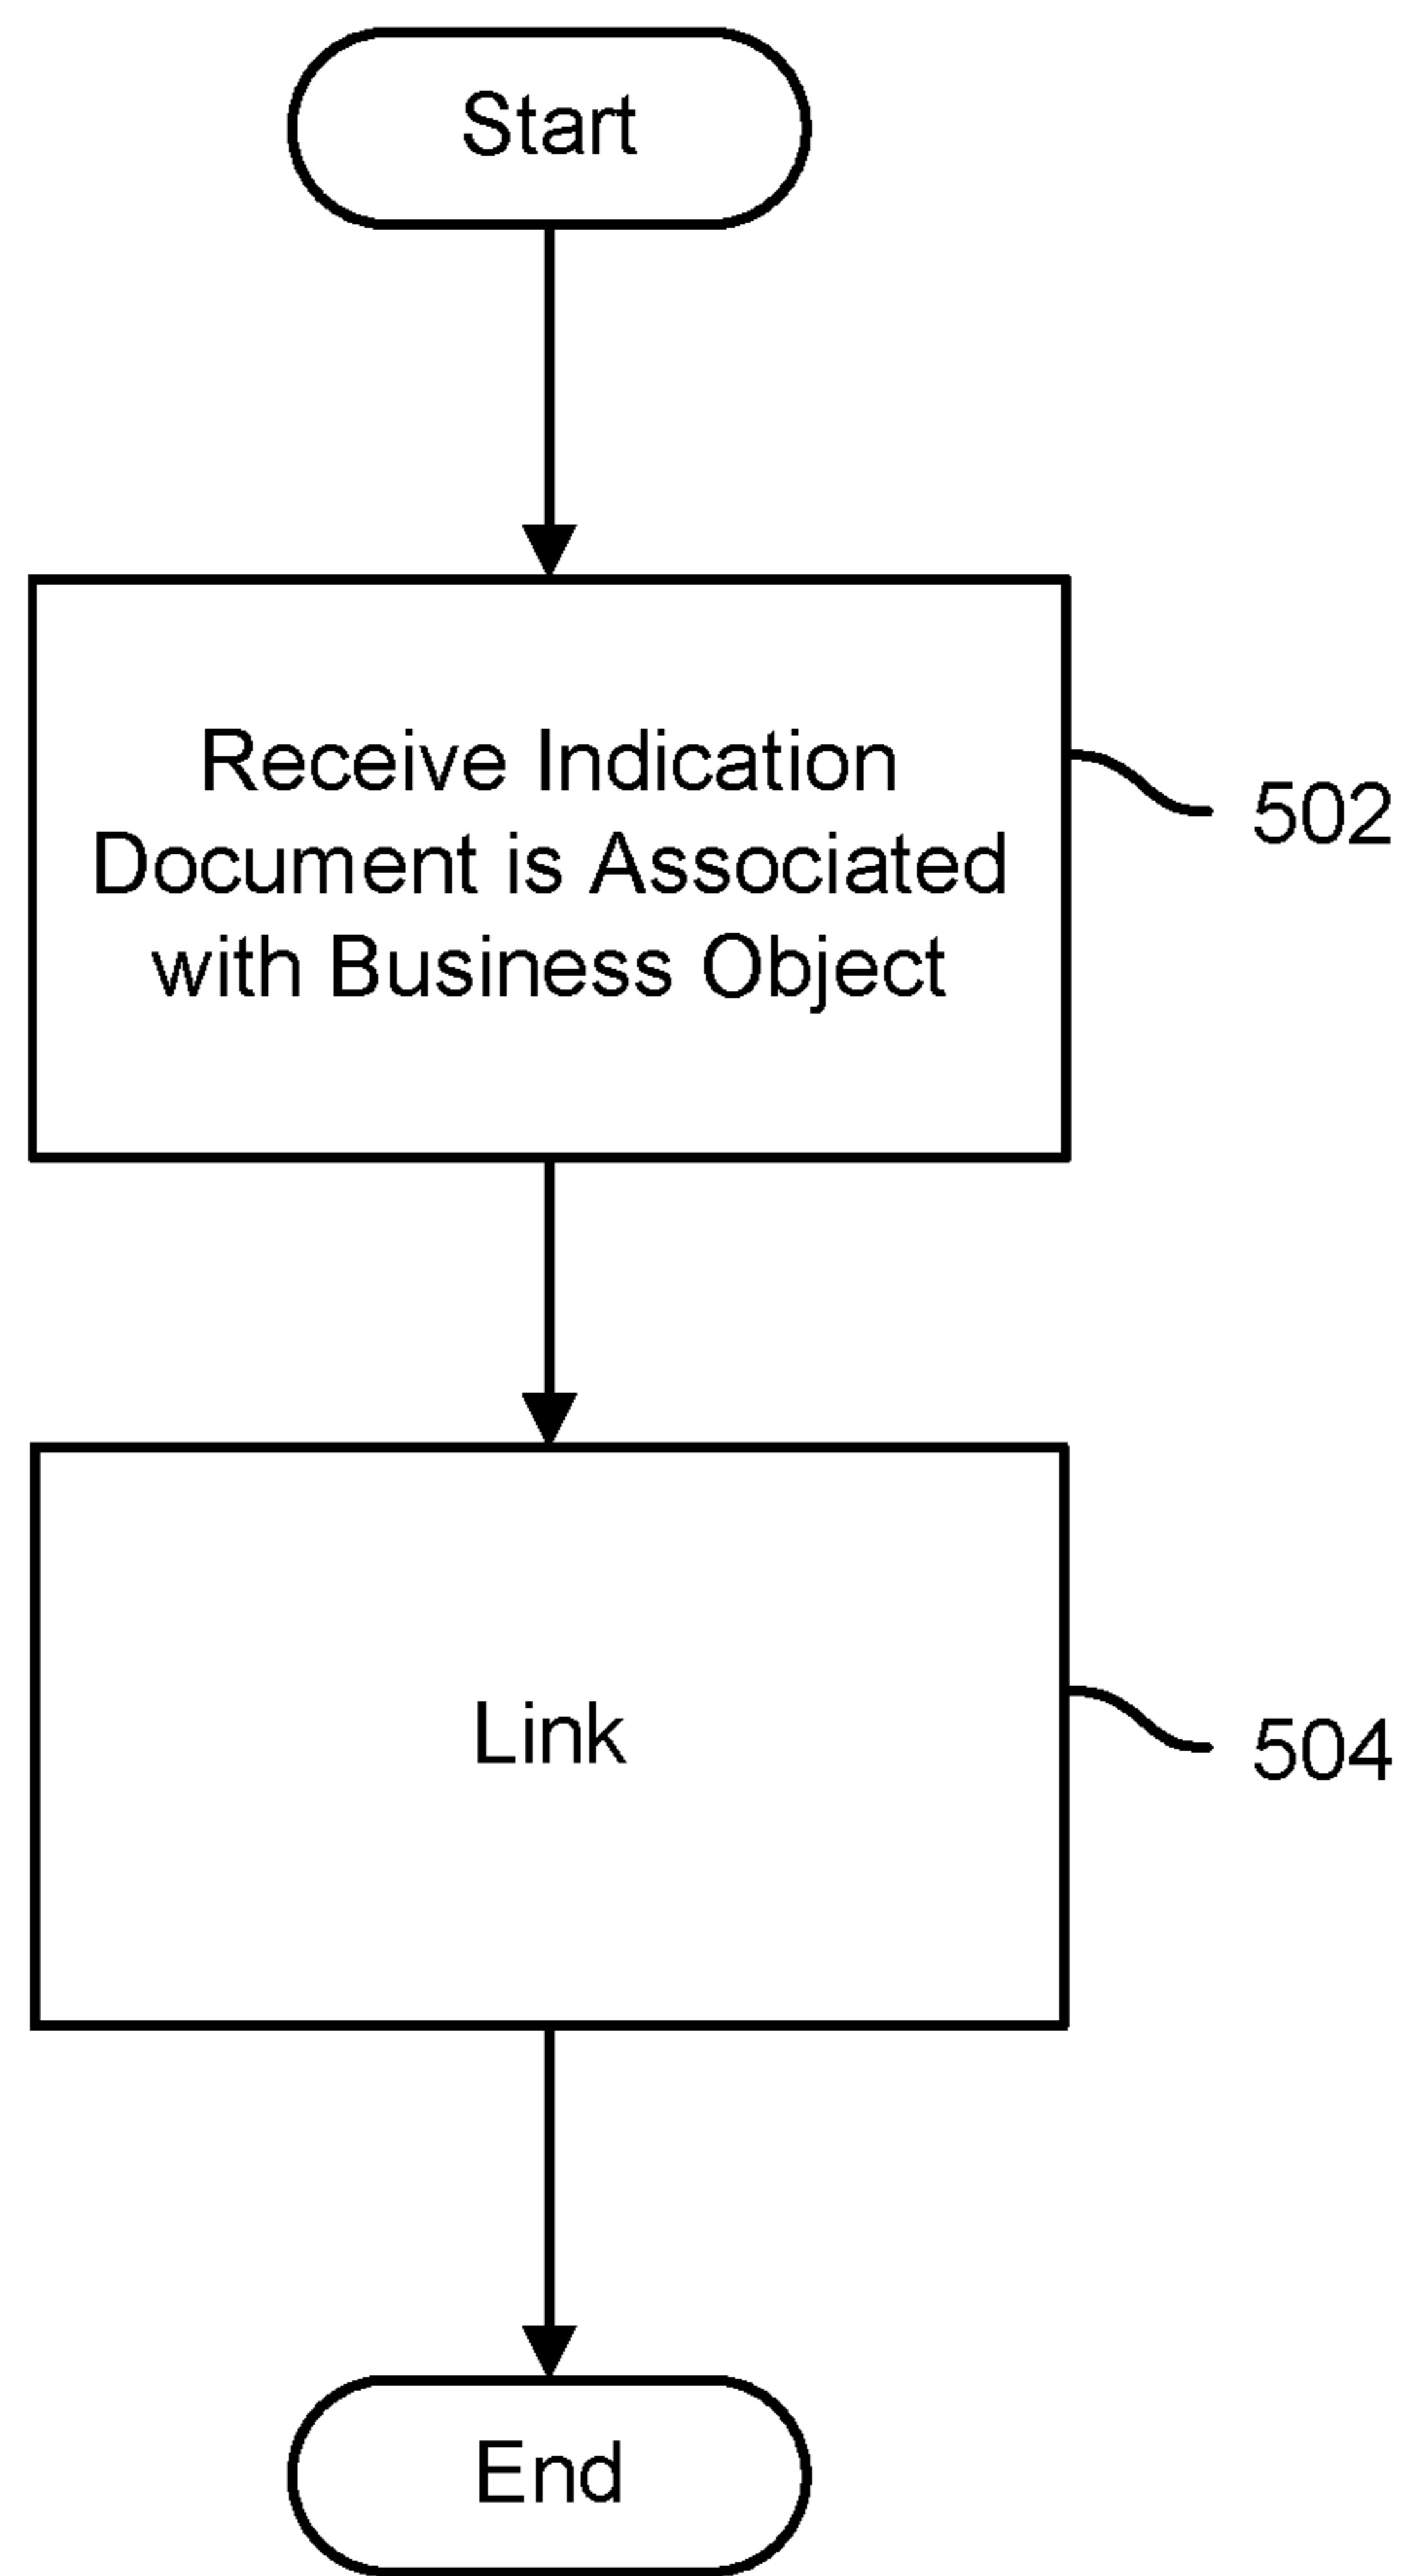 Start
Receive Indication
Document is Associated
with Business Object
502
Link
504
End